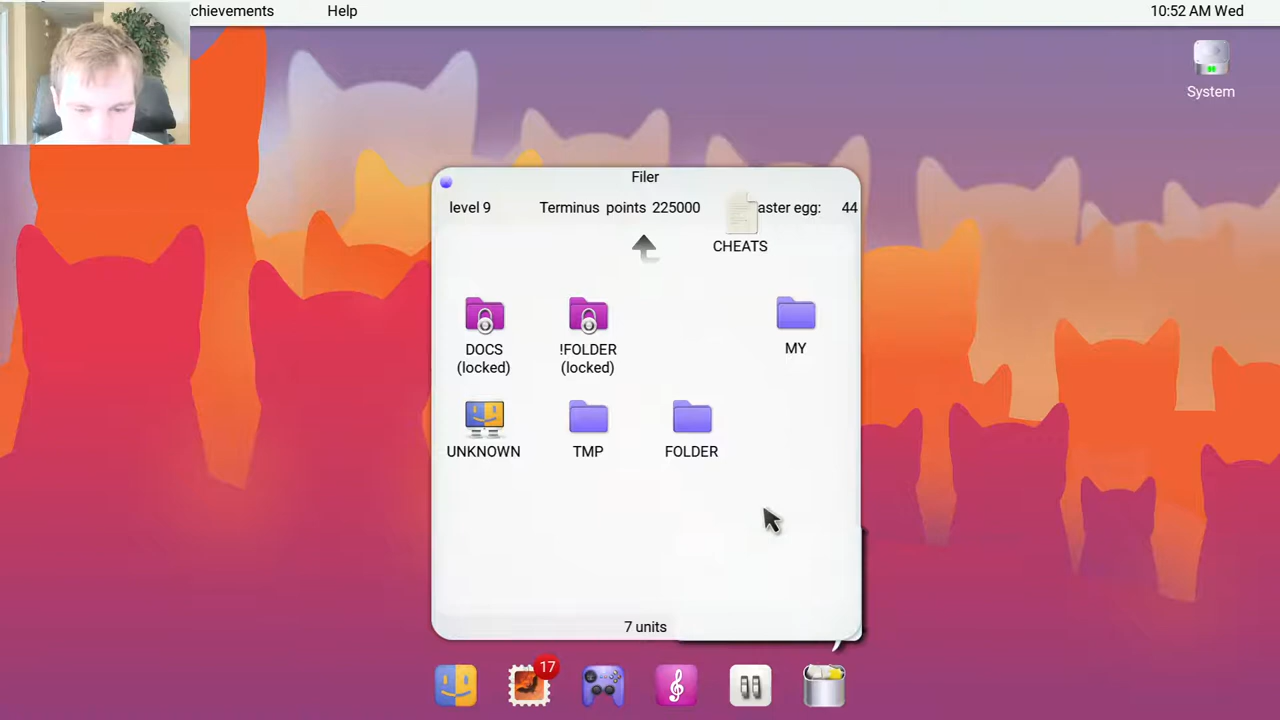 chievements Help 10:52 AM Wed
System
Filer
level 9 Terminus points 225000 aster egg: 44
CHEATS
DOCS
(locked)
!FOLDER
(locked)
MY
UNKNOWN TMP FOLDER
7 units
17